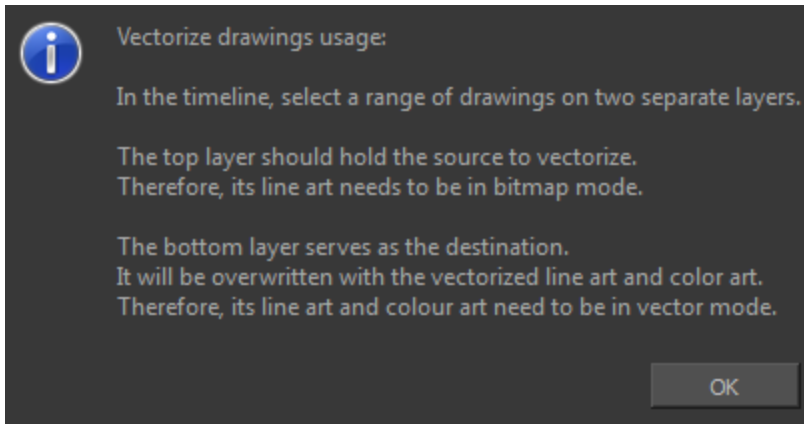 Vectorize drawings usage:
In the timeline, select a range of drawings on two separate layers.
The top layer should hold the source to vectorize.
Therefore, its line art needs to be in bitmap mode.
The bottom layer serves as the destination.
It will be overwritten with the vectorized line art and color art.
Therefore, its line art and colour art need to be in vector mode.
OK